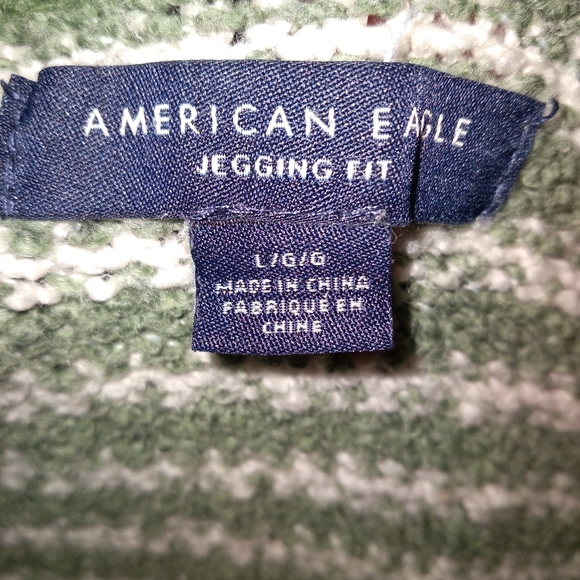 AMERICAN EAGLE
JEGGING FIT
L/G/G
MADE IN CHINA
FABRIQUÉ EN
CHINE